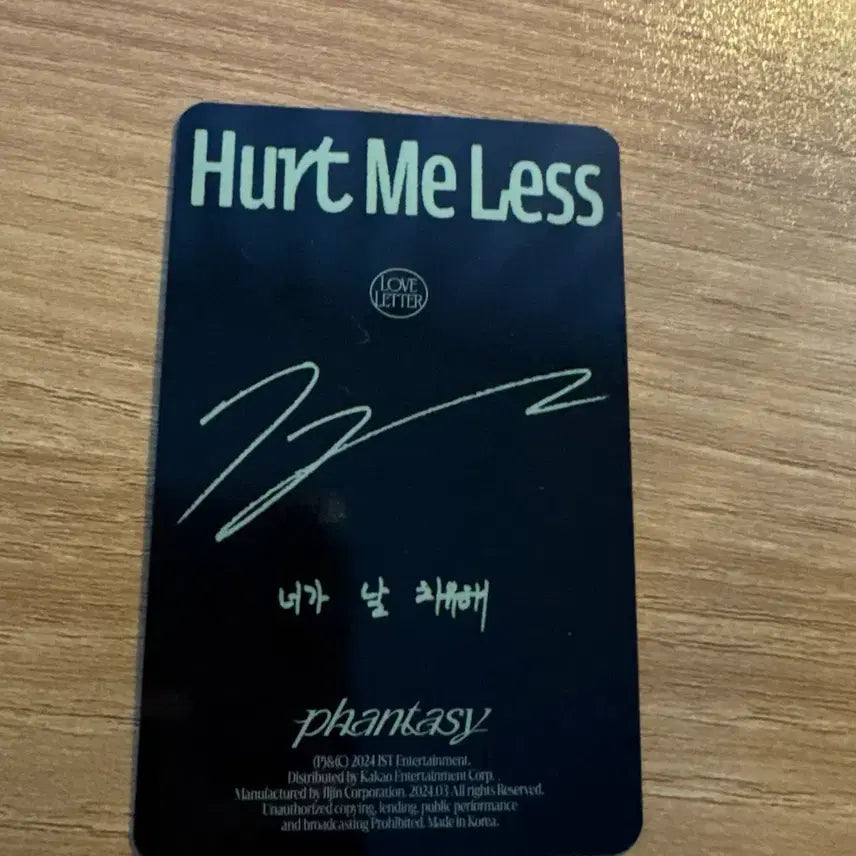 Hurt Me Less
LOVE
LETTER
너가 날 치유해
phantasy
(P)&(C) 2024 IST Entertainment.
Distributed by Kakao Entertainment Corp.
Manufactured by Iljin Corporation. 2024.03 All rights Reserved.
Unauthorized copying, lending, public performance
and broadcasting Prohibited. Made in Korea.